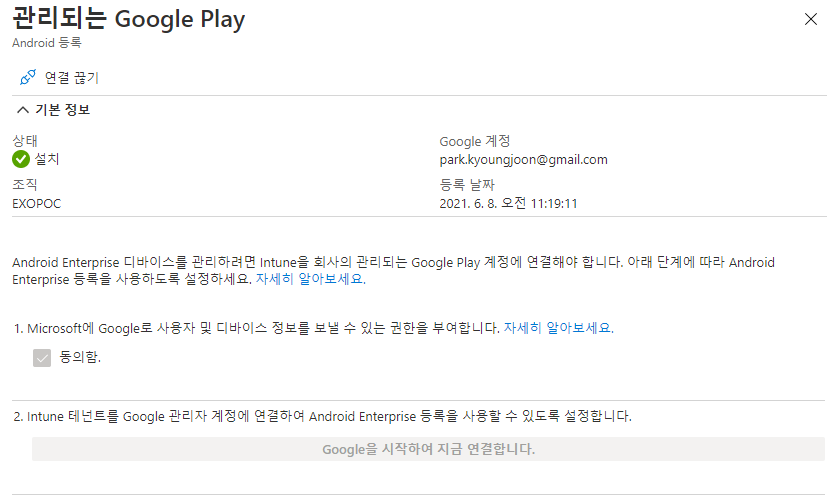 관리되는 Google Play
Android 등록
연결 끊기
기본 정보
상태
설치
Google 계정
park.kyoungjoon@gmail.com
조직
EXOPOC
등록 날짜
2021. 6. 8. 오전 11:19:11
Android Enterprise 디바이스를 관리하려면 Intune을 회사의 관리되는 Google Play 계정에 연결해야 합니다. 아래 단계에 따라 Android
Enterprise 등록을 사용하도록 설정하세요. 자세히 알아보세요.
1. Microsoft에 Google로 사용자 및 디바이스 정보를 보낼 수 있는 권한을 부여합니다. 자세히 알아보세요.
동의함.
2. Intune 테넌트를 Google 관리자 계정에 연결하여 Android Enterprise 등록을 사용할 수 있도록 설정합니다.
Google을 시작하여 지금 연결합니다.